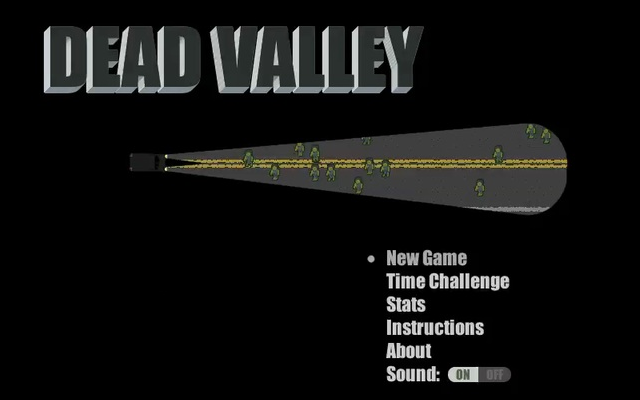 DEAD VALLEY
New Game
Time Challenge
Stats
Instructions
About
Sound: ON OFF